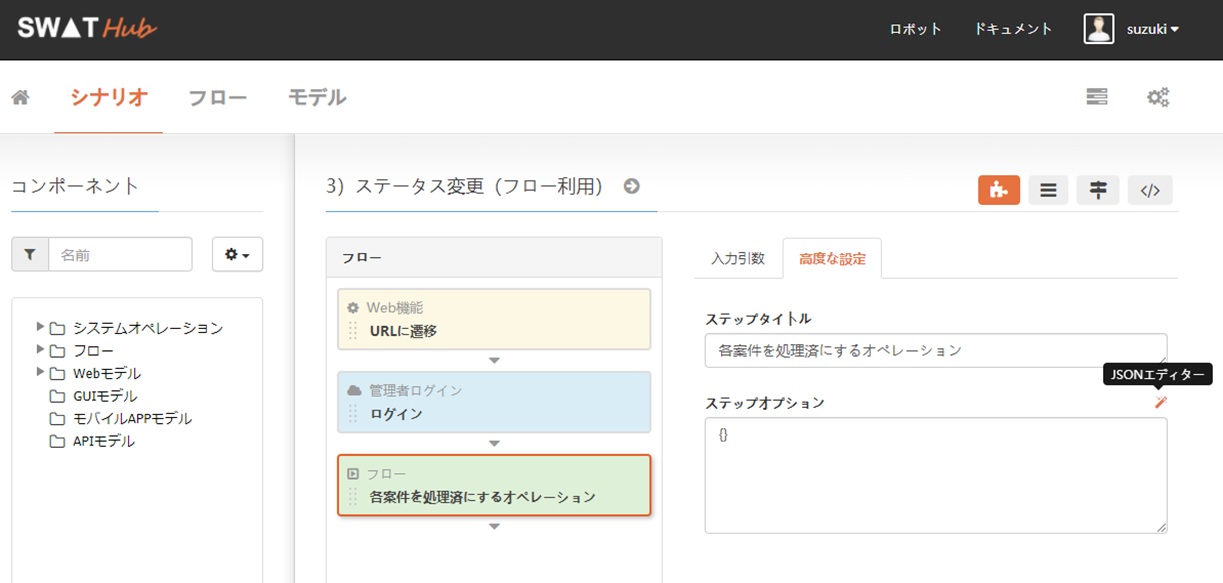 SWAT Hub
ロボット
ドキュメント
suzuki
シナリオ
フロー
モデル
コンポーネント
名前
システムオペレーション
フロー
Webモデル
GUIモデル
モバイルAPPモデル
APIモデル
3）ステータス変更（フロー利用）
フロー
Web機能
URLに遷移
管理者ログイン
ログイン
フロー
各案件を処理済にするオペレーション
入力引数
高度な設定
ステップタイトル
各案件を処理済にするオペレーション
JSONエディター
ステップオプション
{}